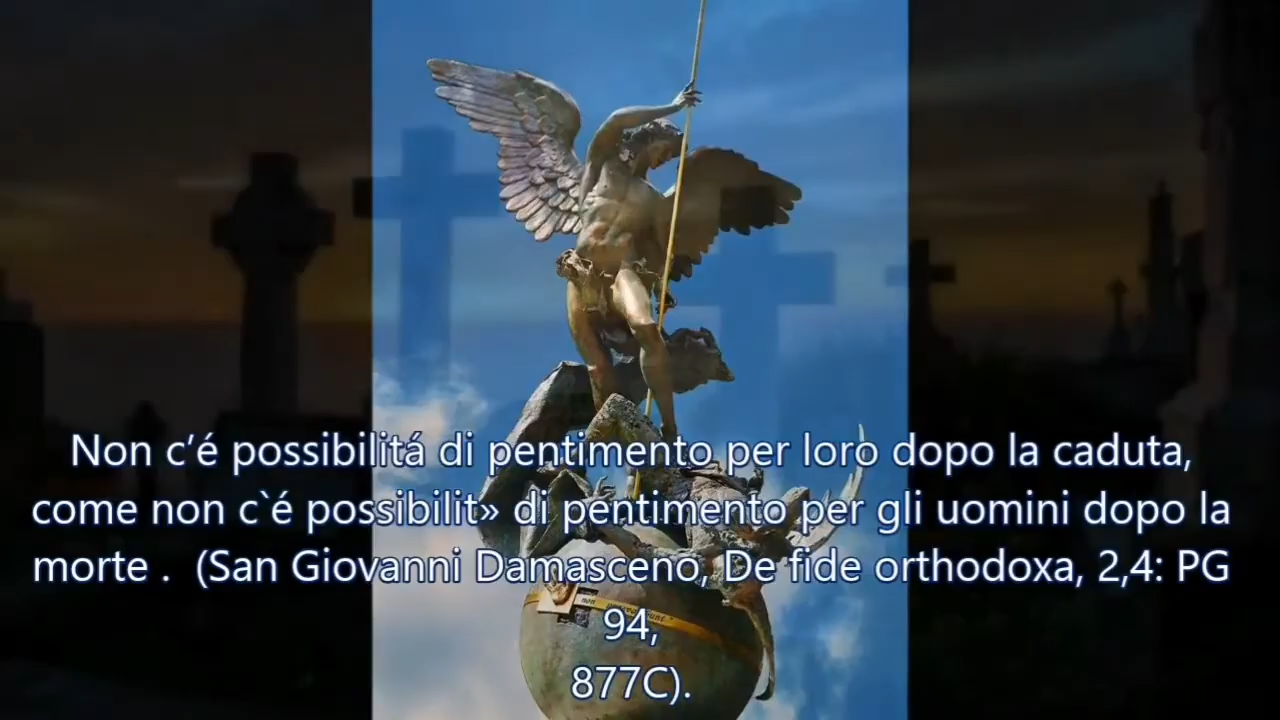 Non c’é possibilitá di pentimento per loro dopo la caduta,
come non c`é possibilit» di pentimento per gli uomini dopo la
morte .  (San Giovanni Damasceno, De fide orthodoxa, 2,4: PG
94,
877C).
non